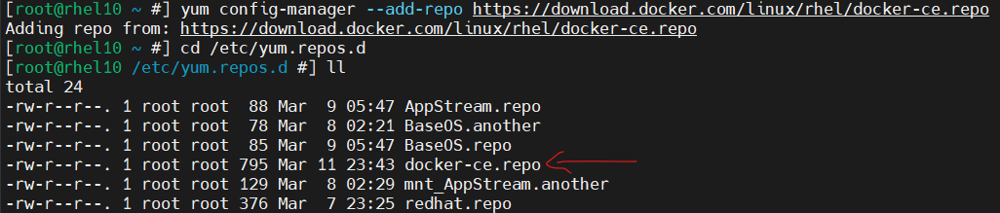 [root@rhel10 ~ #] yum config-manager --add-repo https://download.docker.com/linux/rhel/docker-ce.repo
Adding repo from: https://download.docker.com/linux/rhel/docker-ce.repo
[root@rhel10 ~ #] cd /etc/yum.repos.d
[root@rhel10 /etc/yum.repos.d #] ll
total 24
-rw-r--r--. 1 root root  88 Mar  9 05:47 AppStream.repo
-rw-r--r--. 1 root root  78 Mar  8 02:21 BaseOS.another
-rw-r--r--. 1 root root  85 Mar  9 05:47 BaseOS.repo
-rw-r--r--. 1 root root 795 Mar 11 23:43 docker-ce.repo
-rw-r--r--. 1 root root 129 Mar  8 02:29 mnt_AppStream.another
-rw-r--r--. 1 root root 376 Mar  7 23:25 redhat.repo